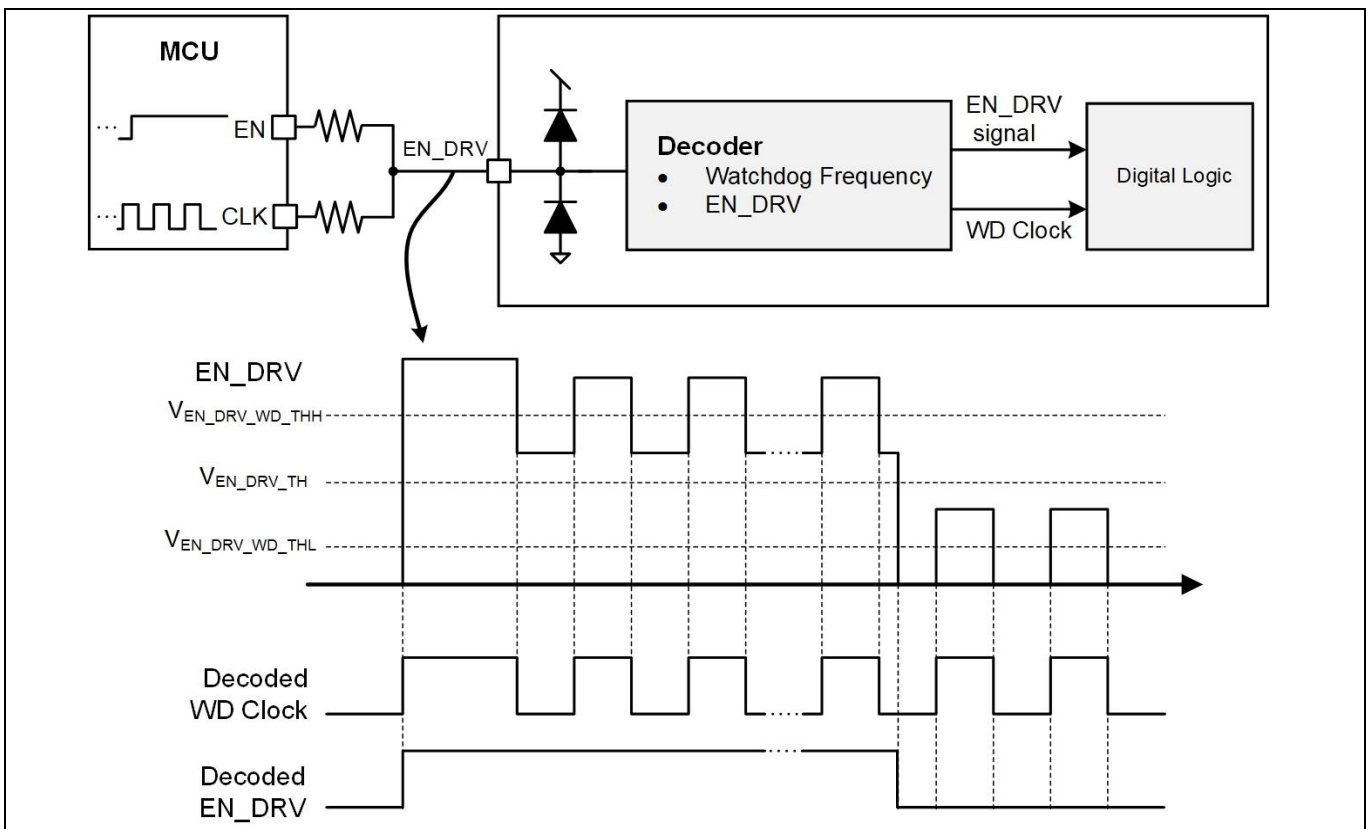 MCU
EN
CLK
EN_DRV
Decoder
• Watchdog Frequency
• EN_DRV
EN_DRV
signal
WD Clock
Digital Logic
EN_DRV
VEN_DRV_WD_THH
VEN_DRV_TH
VEN_DRV_WD_THL
Decoded
WD Clock
Decoded
EN_DRV